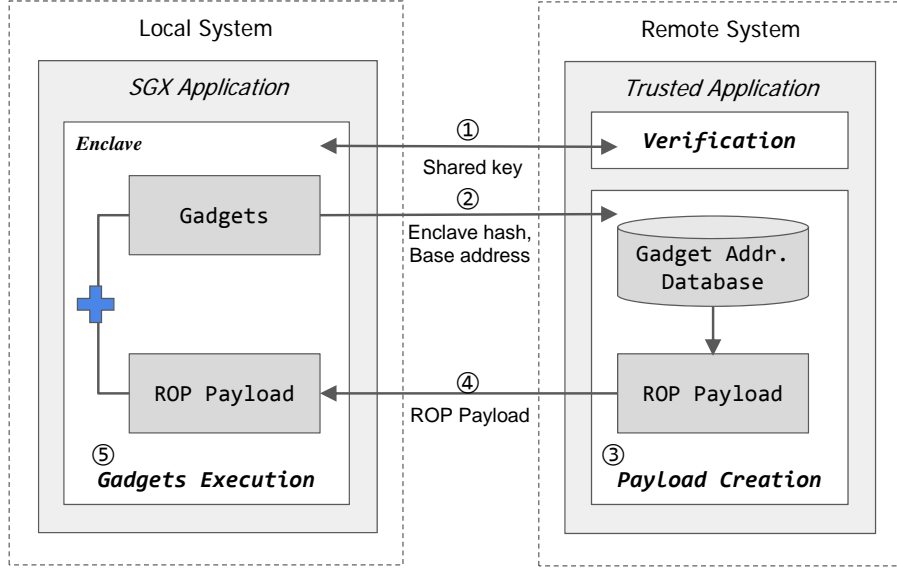 Local System
SGX Application
Enclave
Gadgets
ROP Payload
⑤
Gadgets Execution
①
Shared key
②
Enclave hash,
Base address
④
ROP Payload
Remote System
Trusted Application
Verification
Gadget Addr.
Database
ROP Payload
③
Payload Creation